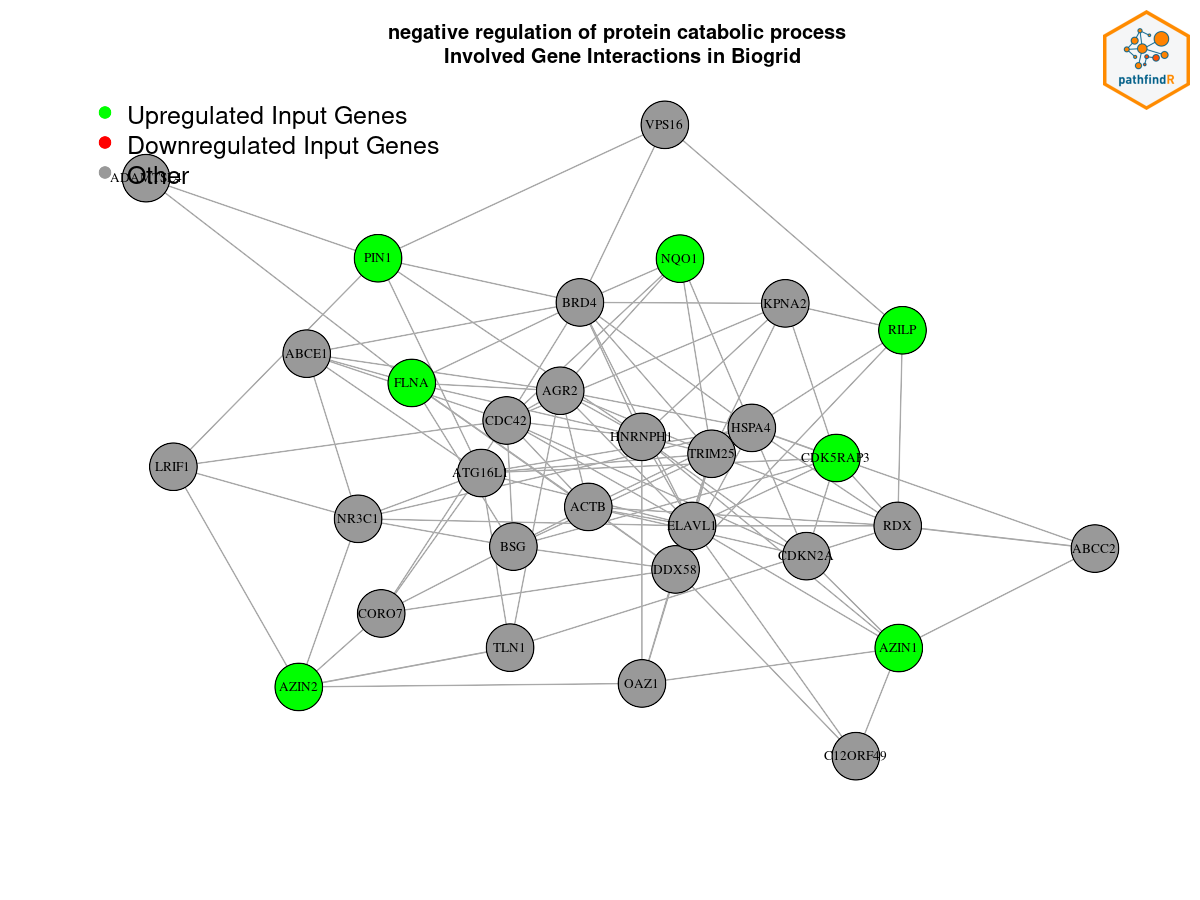 negative regulation of protein catabolic process
Involved Gene Interactions in Biogrid
pathfindR
Upregulated Input Genes
Downregulated Input Genes
Other
VPS16
PIN1
NQO1
BRD4
KPNA2
RILP
ABCE1
FLNA
AGR2
CDC42
HNRNPH1
HSPA4
TRIM25
CDK5RAP3
LRIF1
ATG16L1
NR3C1
ACTB
ELAVL1
RDX
BSG
CDKN2A
ABCC2
DDX58
CORO7
TLN1
AZIN1
AZIN2
OAZ1
C12ORF49